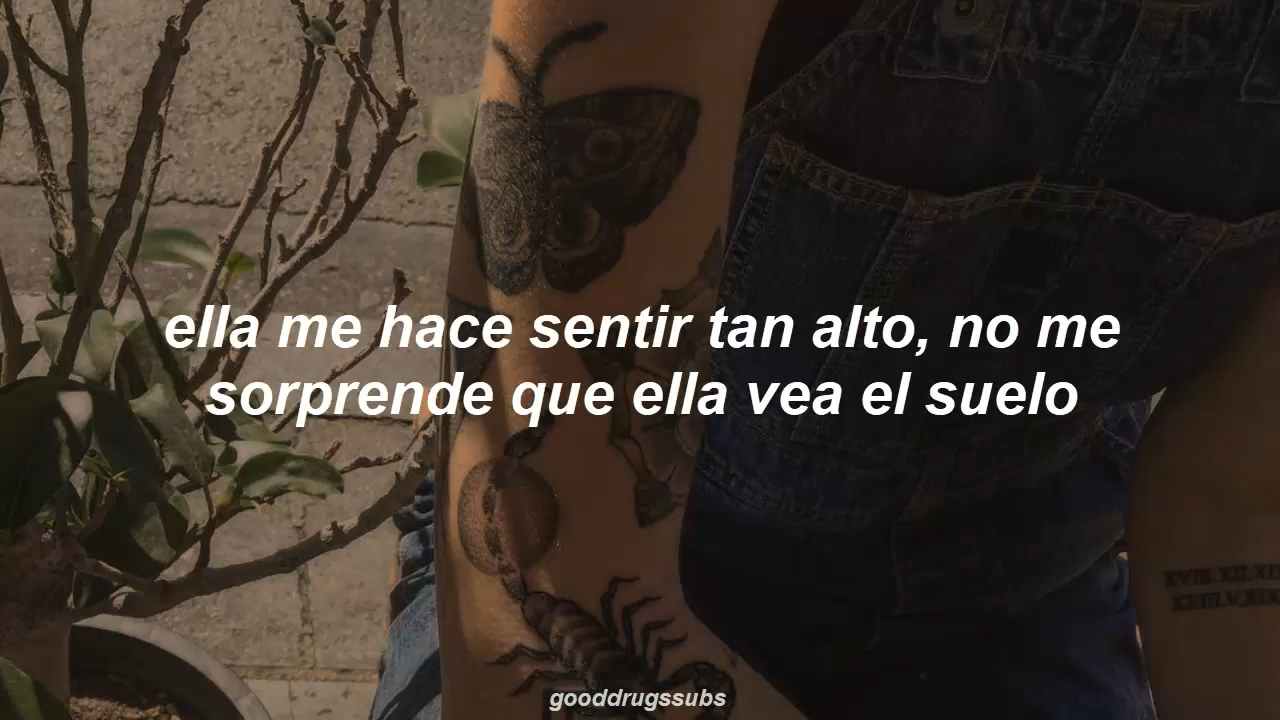 ella me hace sentir tan alto, no me
sorprende que ella vea el suelo
gooddrugssubs